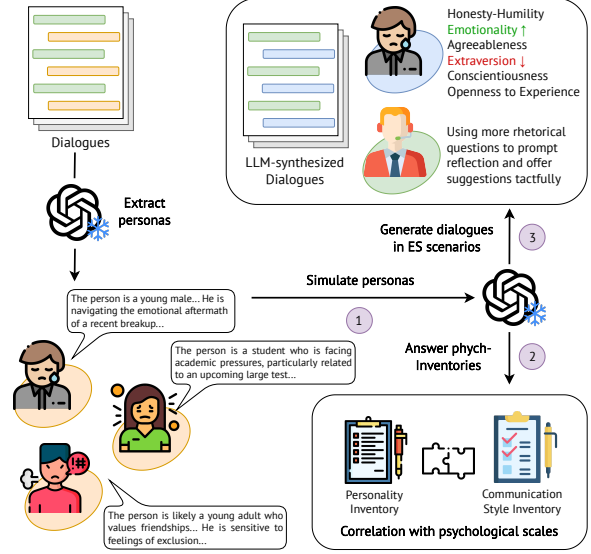 Dialogues
Extract
personas
LLM-synthesized
Dialogues
Honesty-Humility
Emotionality ↑
Agreeableness
Extraversion ↓
Conscientiousness
Openness to Experience
Using more rhetorical
questions to prompt
reflection and offer
suggestions tactfully
Generate dialogues
in ES scenarios
3
Simulate personas
1
Answer phych-
Inventories
2
The person is a young male... He is
navigating the emotional aftermath
of a recent breakup...
The person is a student who is facing
academic pressures, particularly related
to an upcoming large test...
!#
The person is likely a young adult who
values friendships... He is sensitive to
feelings of exclusion...
Personality
Inventory
Communication
Style Inventory
Correlation with psychological scales